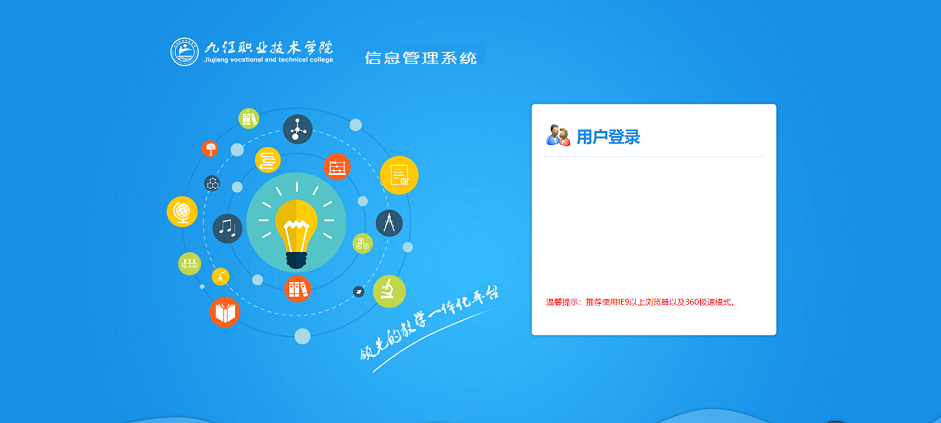 九江职业技术学院
Jiujiang vocational and technical college
信息管理系统
用户登录
领先的教学一体化平台
温馨提示：推荐使用IE9以上浏览器以及360极速模式。